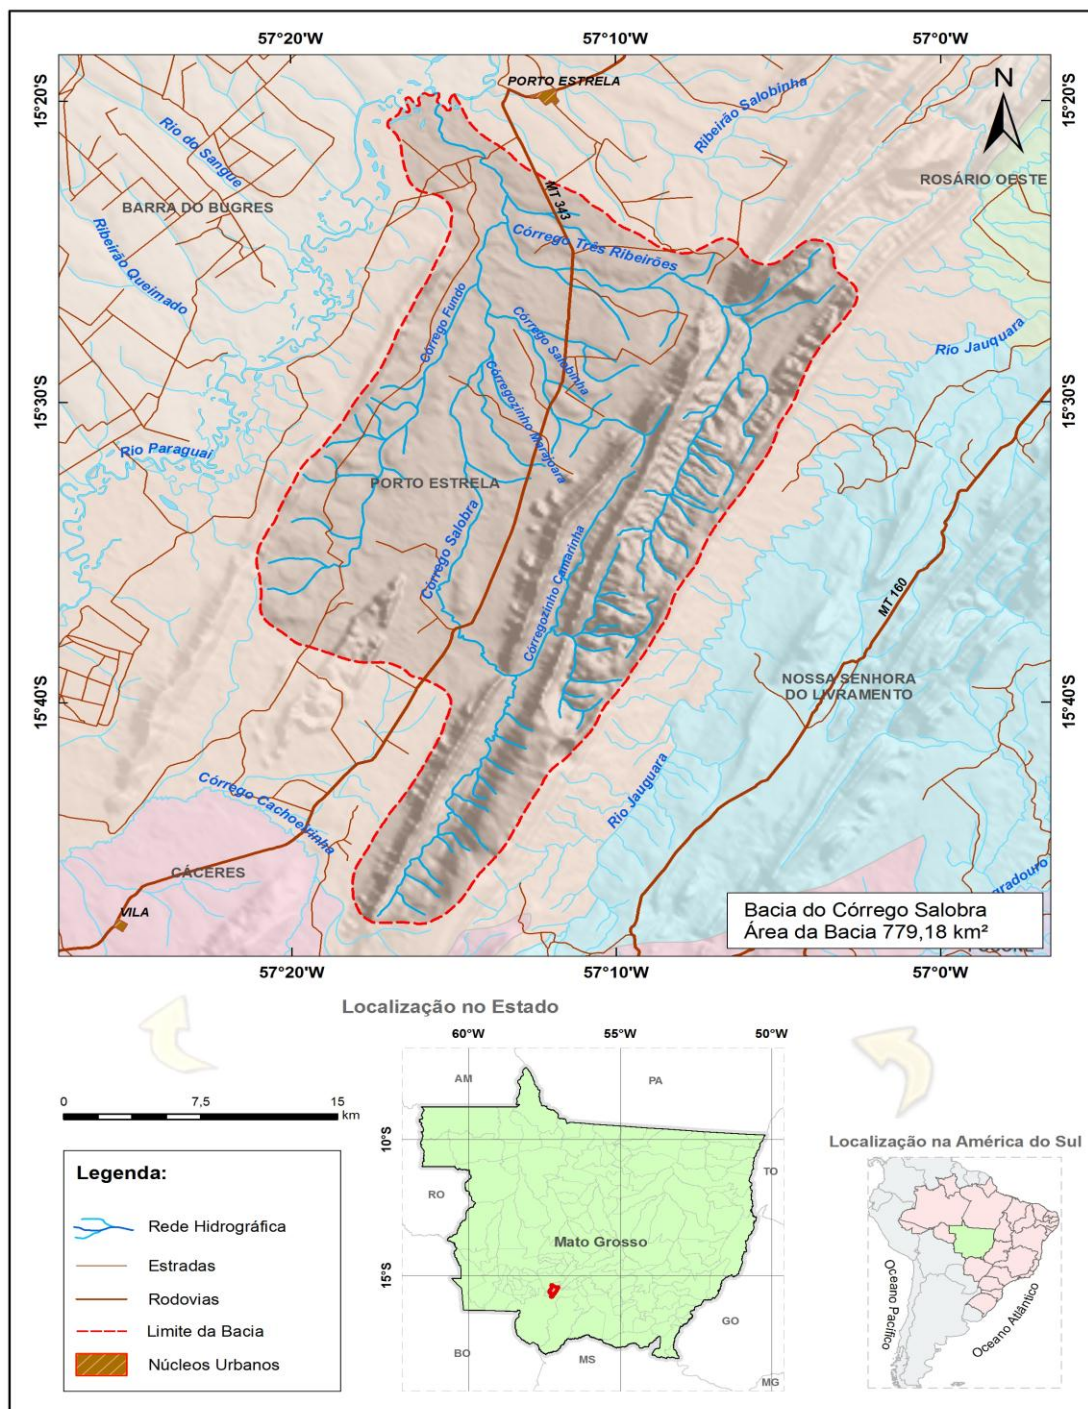 57°20'W
57°10'W
57°0'W
PORTO ESTRELA
N
15°20'S
15°20'S
Ribeirão Salobinha
Rio do Sangue
ROSÁRIO OESTE
MT 343
BARRA DO BUGRES
Córrego Três Ribeirões
Ribeirão Queimado
Córrego Fundo
Córrego Salobinha
Rio Jauquara
Córregozinho Marajoara
15°30'S
15°30'S
Rio Paraguai
PORTO ESTRELA
Córrego Salobra
Córregozinho Camarinha
MT 160
NOSSA SENHORA
DO LIVRAMENTO
15°40'S
15°40'S
Rio Jauguara
Córrego Cachoeirinha
CÁCERES
gradouro
VILA
Bacia do Córrego Salobra
Área da Bacia 779,18 km²
57°20'W
57°10'W
57°0'W
Localização no Estado
60°W
55°W
50°W
AM
PA
0
7,5
15
km
10°S
TO
RO
Mato Grosso
15°S
GO
BO
MS
MG
Legenda:
Rede Hidrográfica
Estradas
Rodovias
Limite da Bacia
Núcleos Urbanos
Localização na América do Sul
Oceano Pacífico
Oceano Atlântico